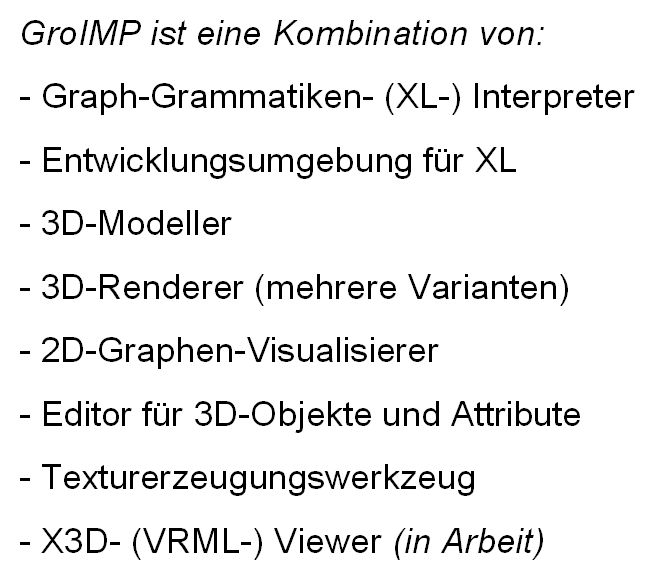 GroIMP ist eine Kombination von:
- Graph-Grammatiken- (XL-) Interpreter
- Entwicklungsumgebung für XL
- 3D-Modeller
- 3D-Renderer (mehrere Varianten)
- 2D-Graphen-Visualisierer
- Editor für 3D-Objekte und Attribute
- Texturerzeugungswerkzeug
- X3D- (VRML-) Viewer (in Arbeit)